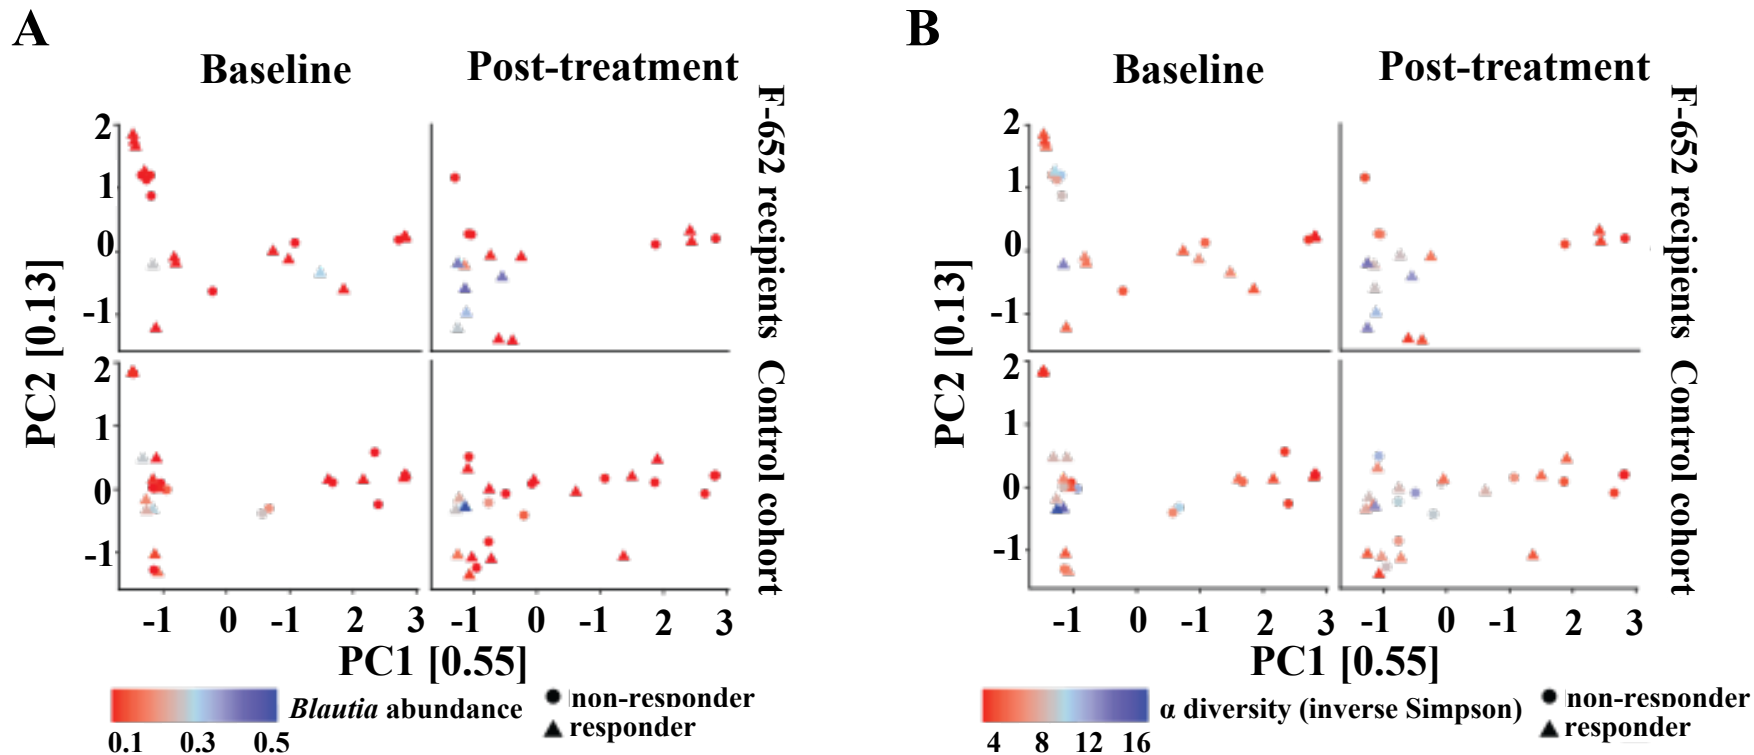 A
Baseline
Post-treatment
F-652 recipients
Control cohort
2
1
0
-1
2
1
0
-1
PC2 [0.13]
-1 0 -1 2 3
-1 0 -1 2 3
PC1 [0.55]
Blautia abundance
0.1 0.3 0.5
non-responder
responder
B
Baseline
Post-treatment
F-652 recipients
Control cohort
2
1
0
-1
2
1
0
-1
PC2 [0.13]
-1 0 -1 2 3
-1 0 -1 2 3
PC1 [0.55]
α diversity (inverse Simpson)
4 8 12 16
non-responder
responder